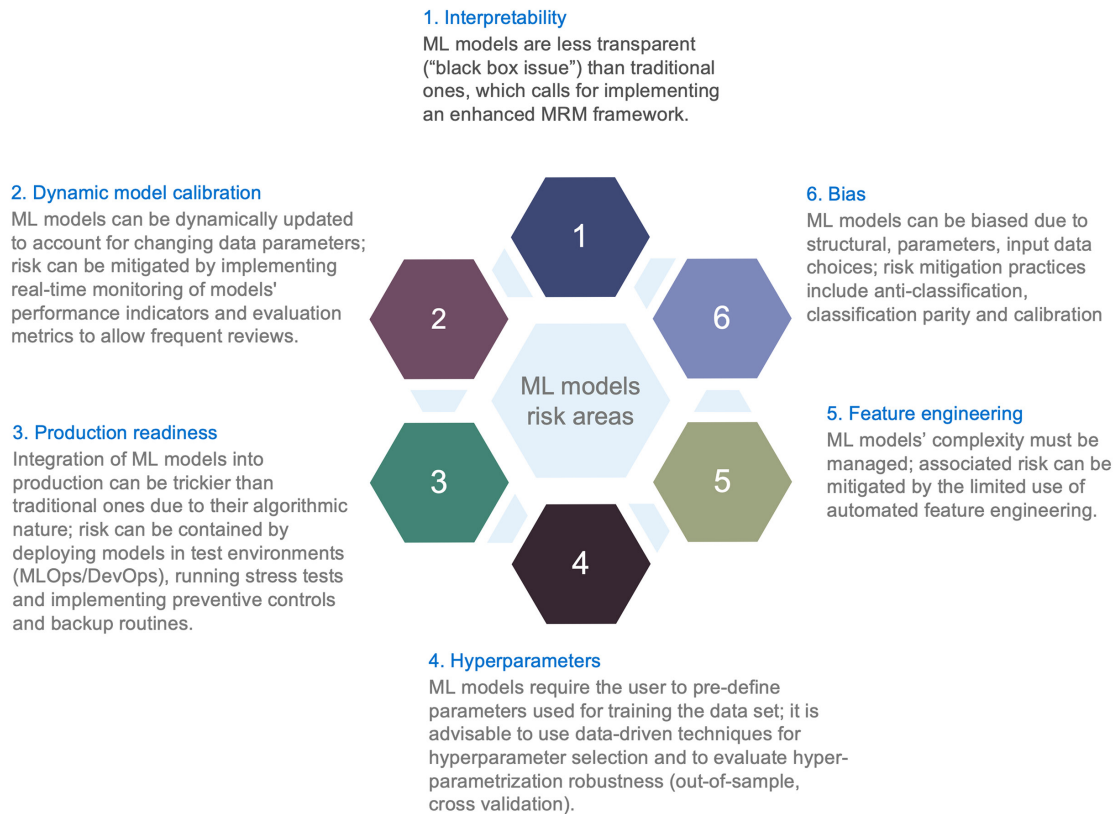 1. Interpretability
ML models are less transparent
(“black box issue”) than traditional
ones, which calls for implementing
an enhanced MRM framework.
2. Dynamic model calibration
ML models can be dynamically updated
to account for changing data parameters;
risk can be mitigated by implementing
real-time monitoring of models'
performance indicators and evaluation
metrics to allow frequent reviews.
3. Production readiness
Integration of ML models into
production can be trickier than
traditional ones due to their algorithmic
nature; risk can be contained by
deploying models in test environments
(MLOps/DevOps), running stress tests
and implementing preventive controls
and backup routines.
4. Hyperparameters
ML models require the user to pre-define
parameters used for training the data set; it is
advisable to use data-driven techniques for
hyperparameter selection and to evaluate hyper-
parametrization robustness (out-of-sample,
cross validation).
5. Feature engineering
ML models’ complexity must be
managed; associated risk can be
mitigated by the limited use of
automated feature engineering.
6. Bias
ML models can be biased due to
structural, parameters, input data
choices; risk mitigation practices
include anti-classification,
classification parity and calibration
1
2
3
4
5
6
ML models
risk areas